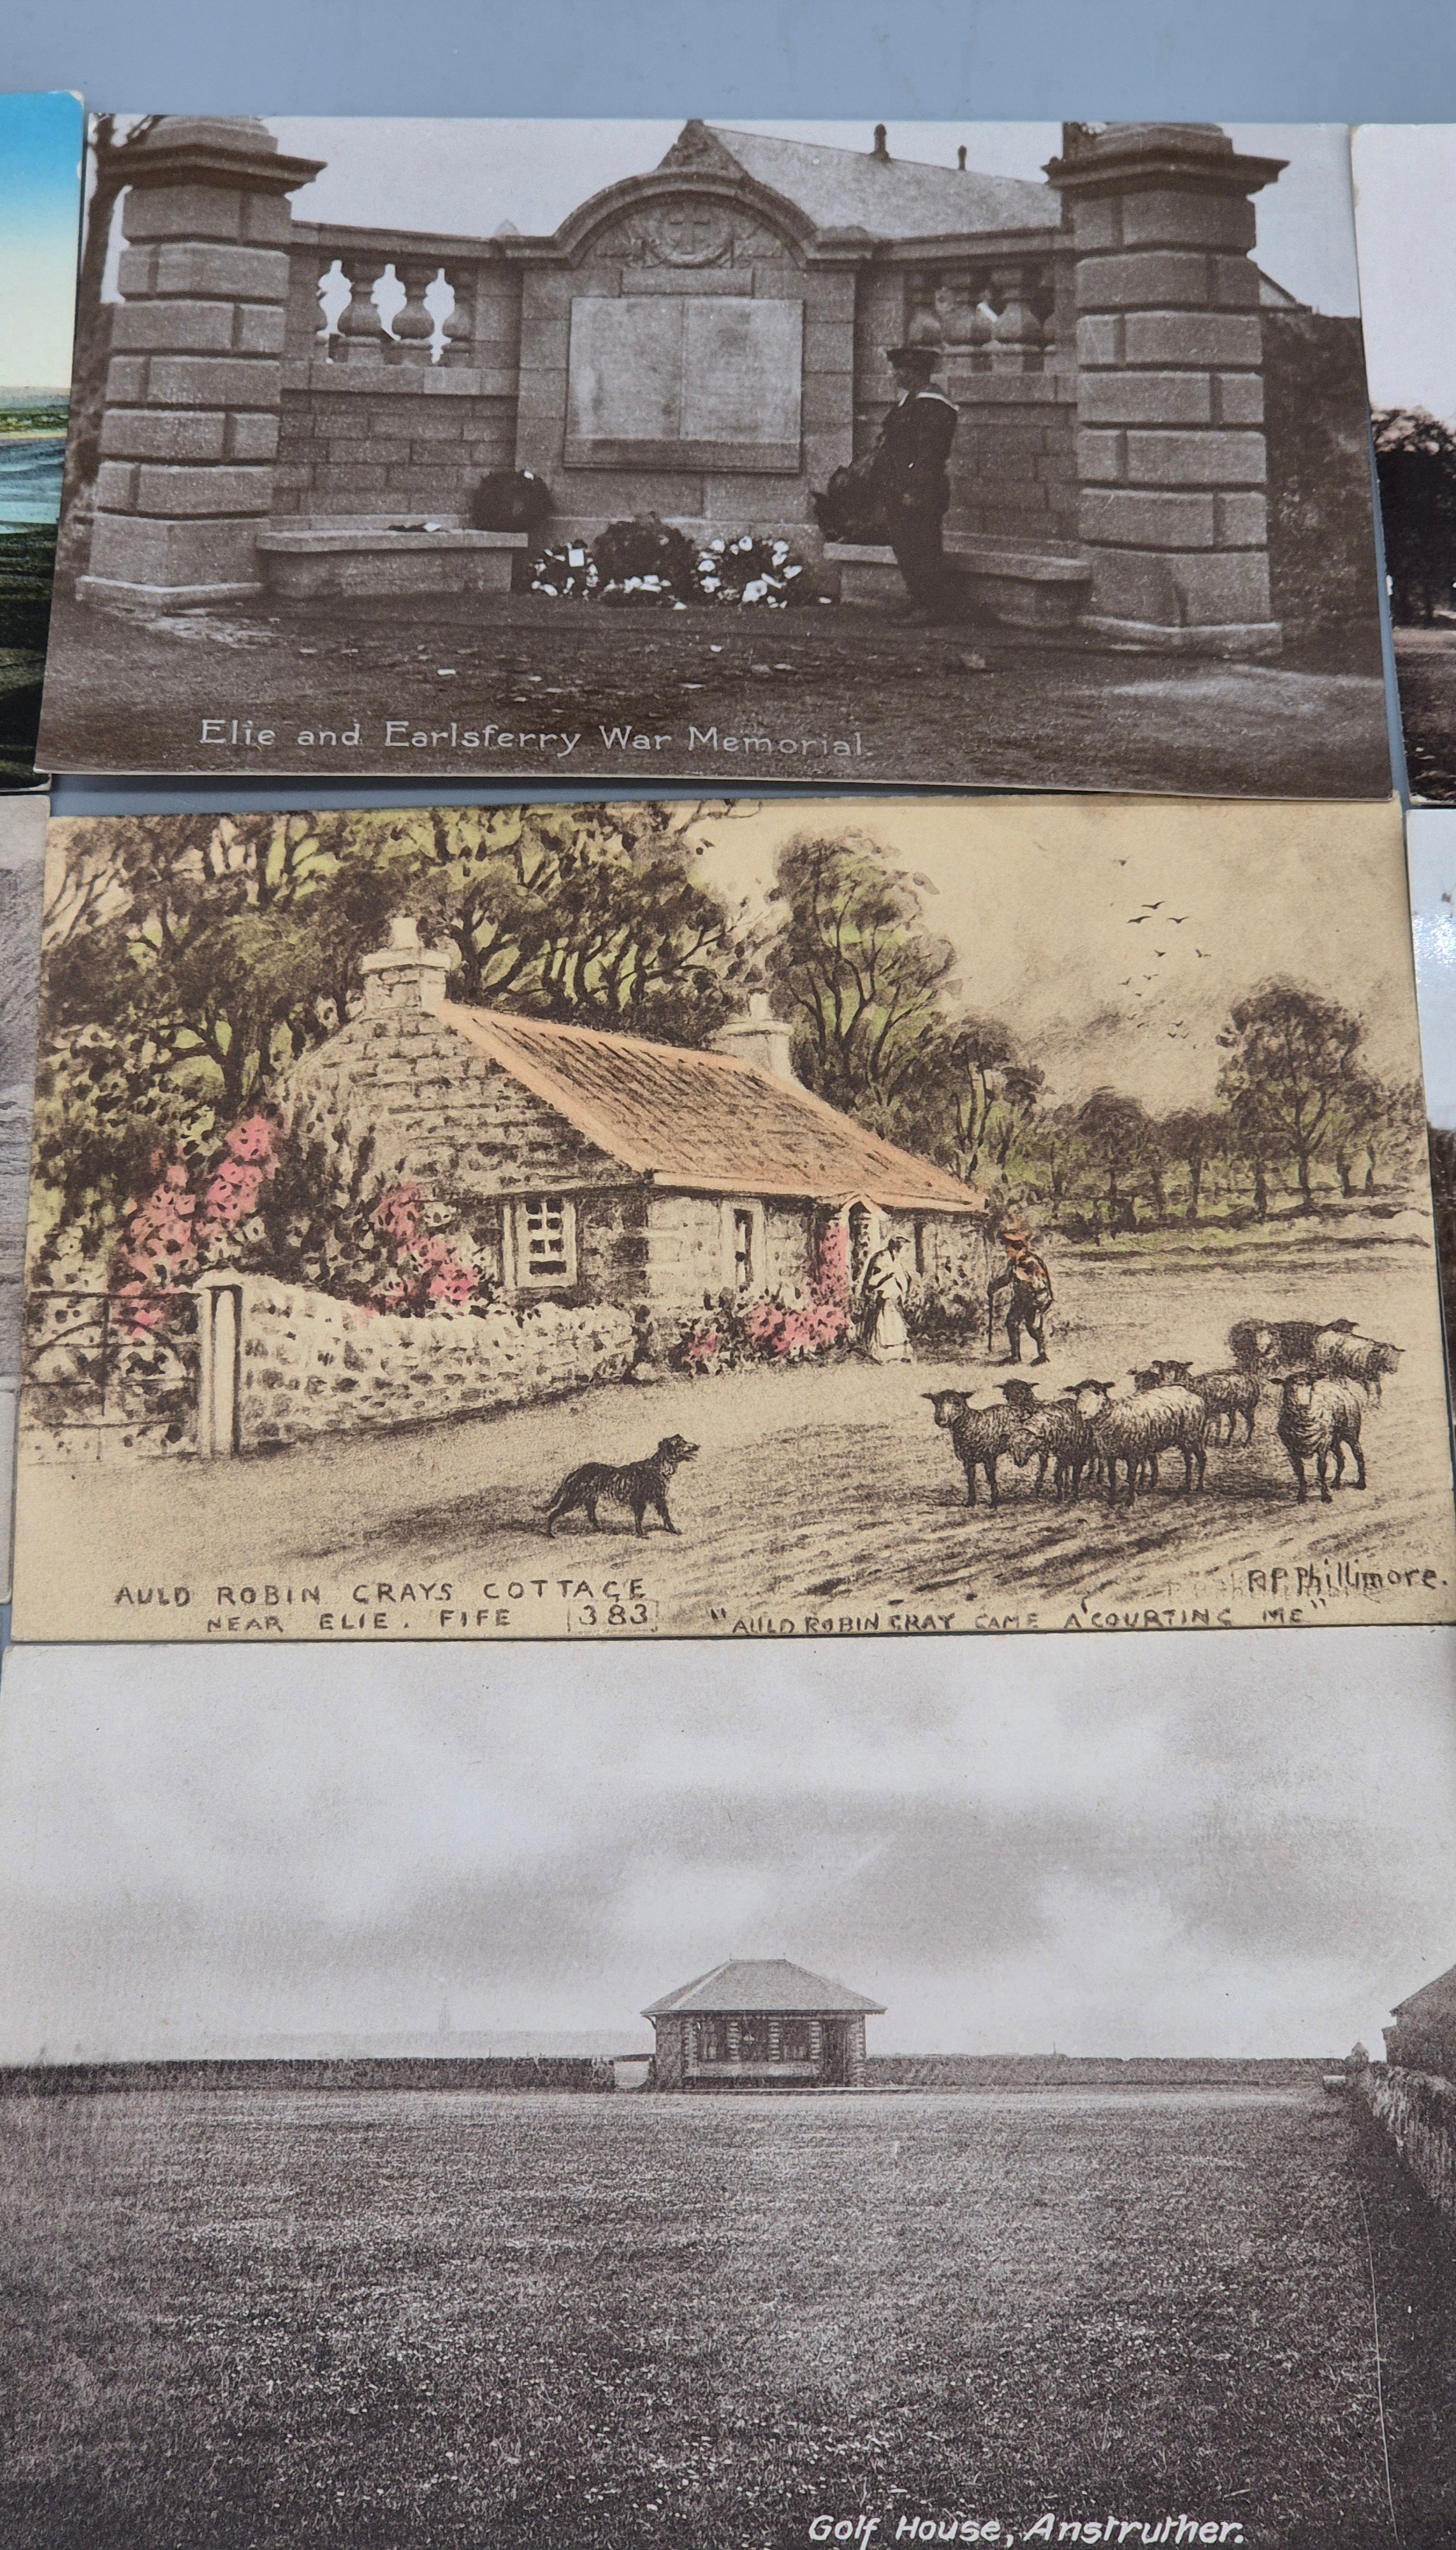 Elie and Earlsferry War Memorial.
AULD ROBIN GRAYS COTTAGE
NEAR ELIE. FIFE 383
"AULD ROBIN GRAY CAME A'COURTING ME"
R.P. Phillimore.
Golf House, Anstruther.